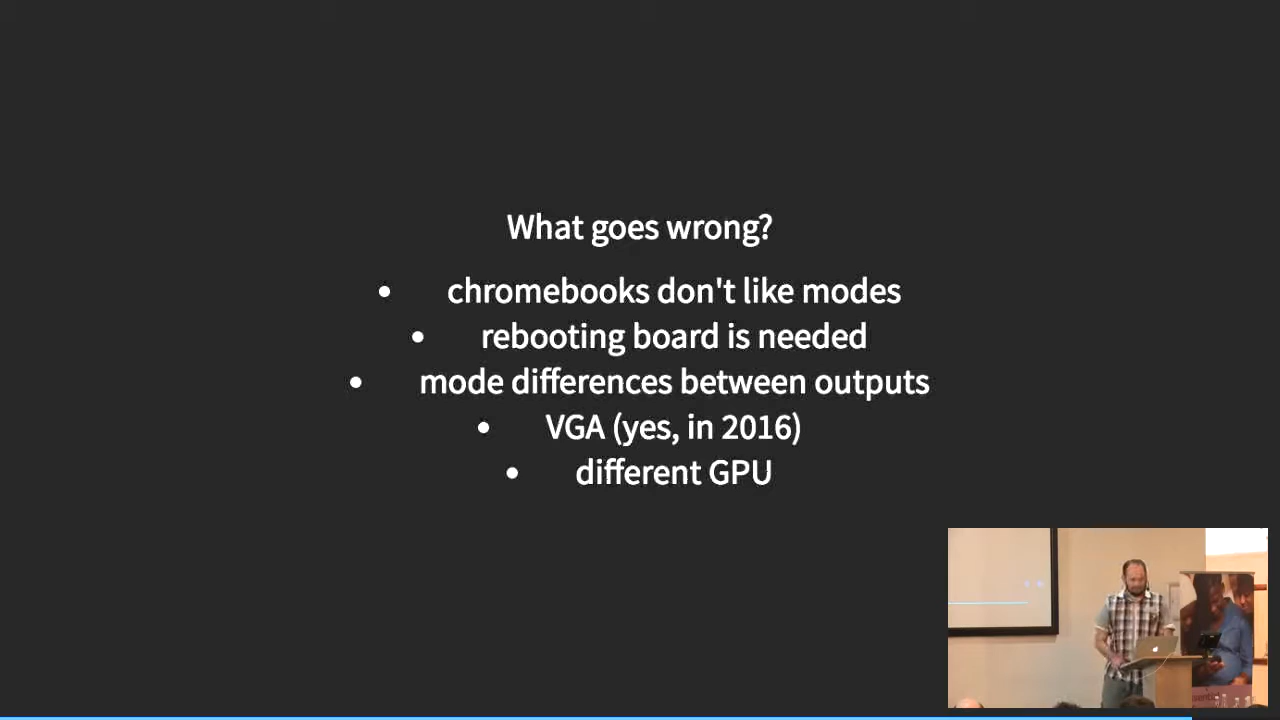 What goes wrong?
• chromebooks don't like modes
• rebooting board is needed
• mode differences between outputs
• VGA (yes, in 2016)
• different GPU